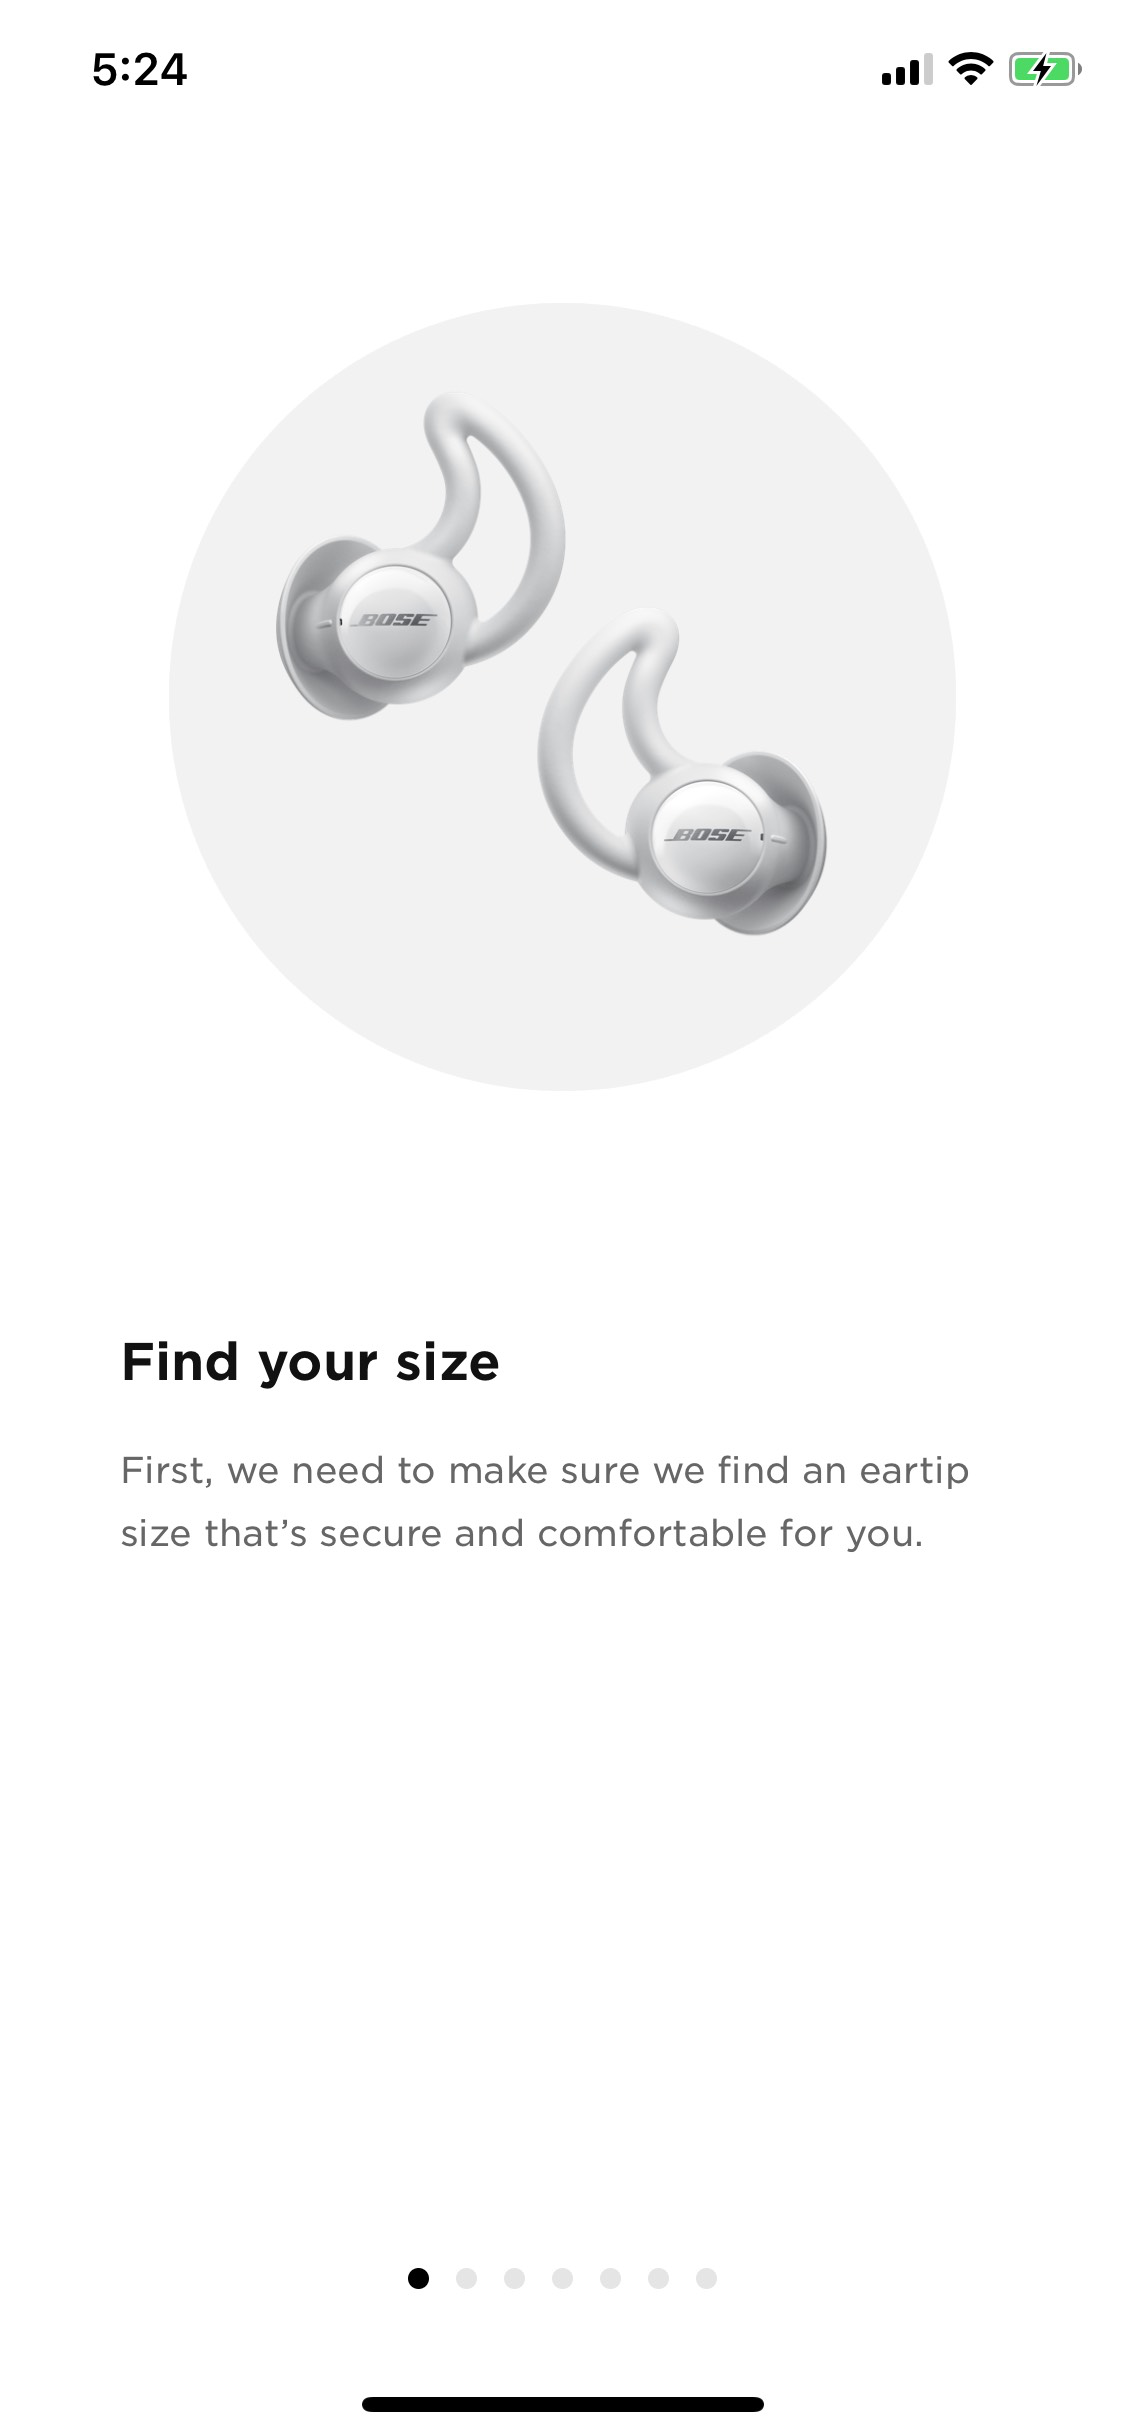 5:24
BOSE
BOSE
Find your size
First, we need to make sure we find an eartip
size that’s secure and comfortable for you.